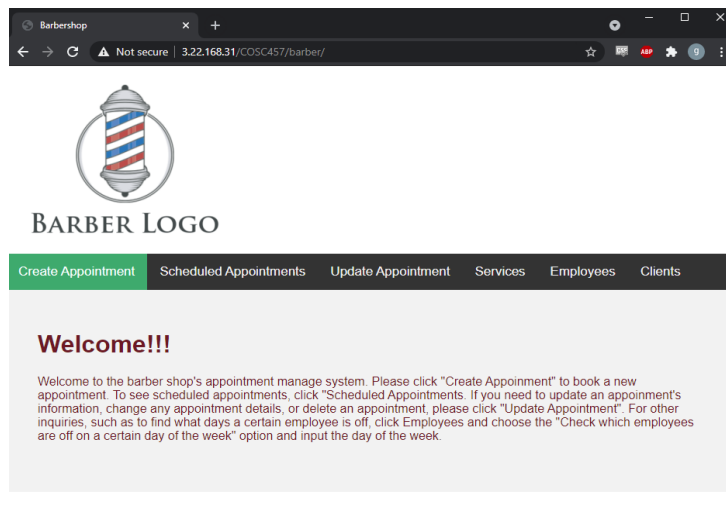 Barbershop
Not secure | 3.22.168.31/COSC457/barber/
GSE ABP g
BARBER LOGO
Create Appointment Scheduled Appointments Update Appointment Services Employees Clients
Welcome!!!
Welcome to the barber shop's appointment manage system. Please click "Create Appoinment" to book a new
appointment. To see scheduled appointments, click "Scheduled Appointments. If you need to update an appoinment's
information, change any appointment details, or delete an appointment, please click "Update Appointment". For other
inquiries, such as to find what days a certain employee is off, click Employees and choose the "Check which employees
are off on a certain day of the week" option and input the day of the week.